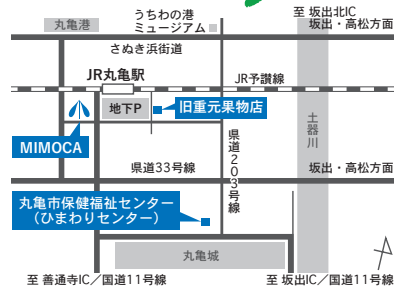 うちわの港
ミュージアム
至 坂出北IC
坂出・高松方面
丸亀港
さぬき浜街道
JR丸亀駅
JR予讃線
地下P
旧重元果物店
土器川
MIMOCA
県道203号線
県道33号線
坂出・高松方面
丸亀市保健福祉センター
（ひまわりセンター）
丸亀城
至 善通寺IC／国道11号線
至 坂出IC／国道11号線